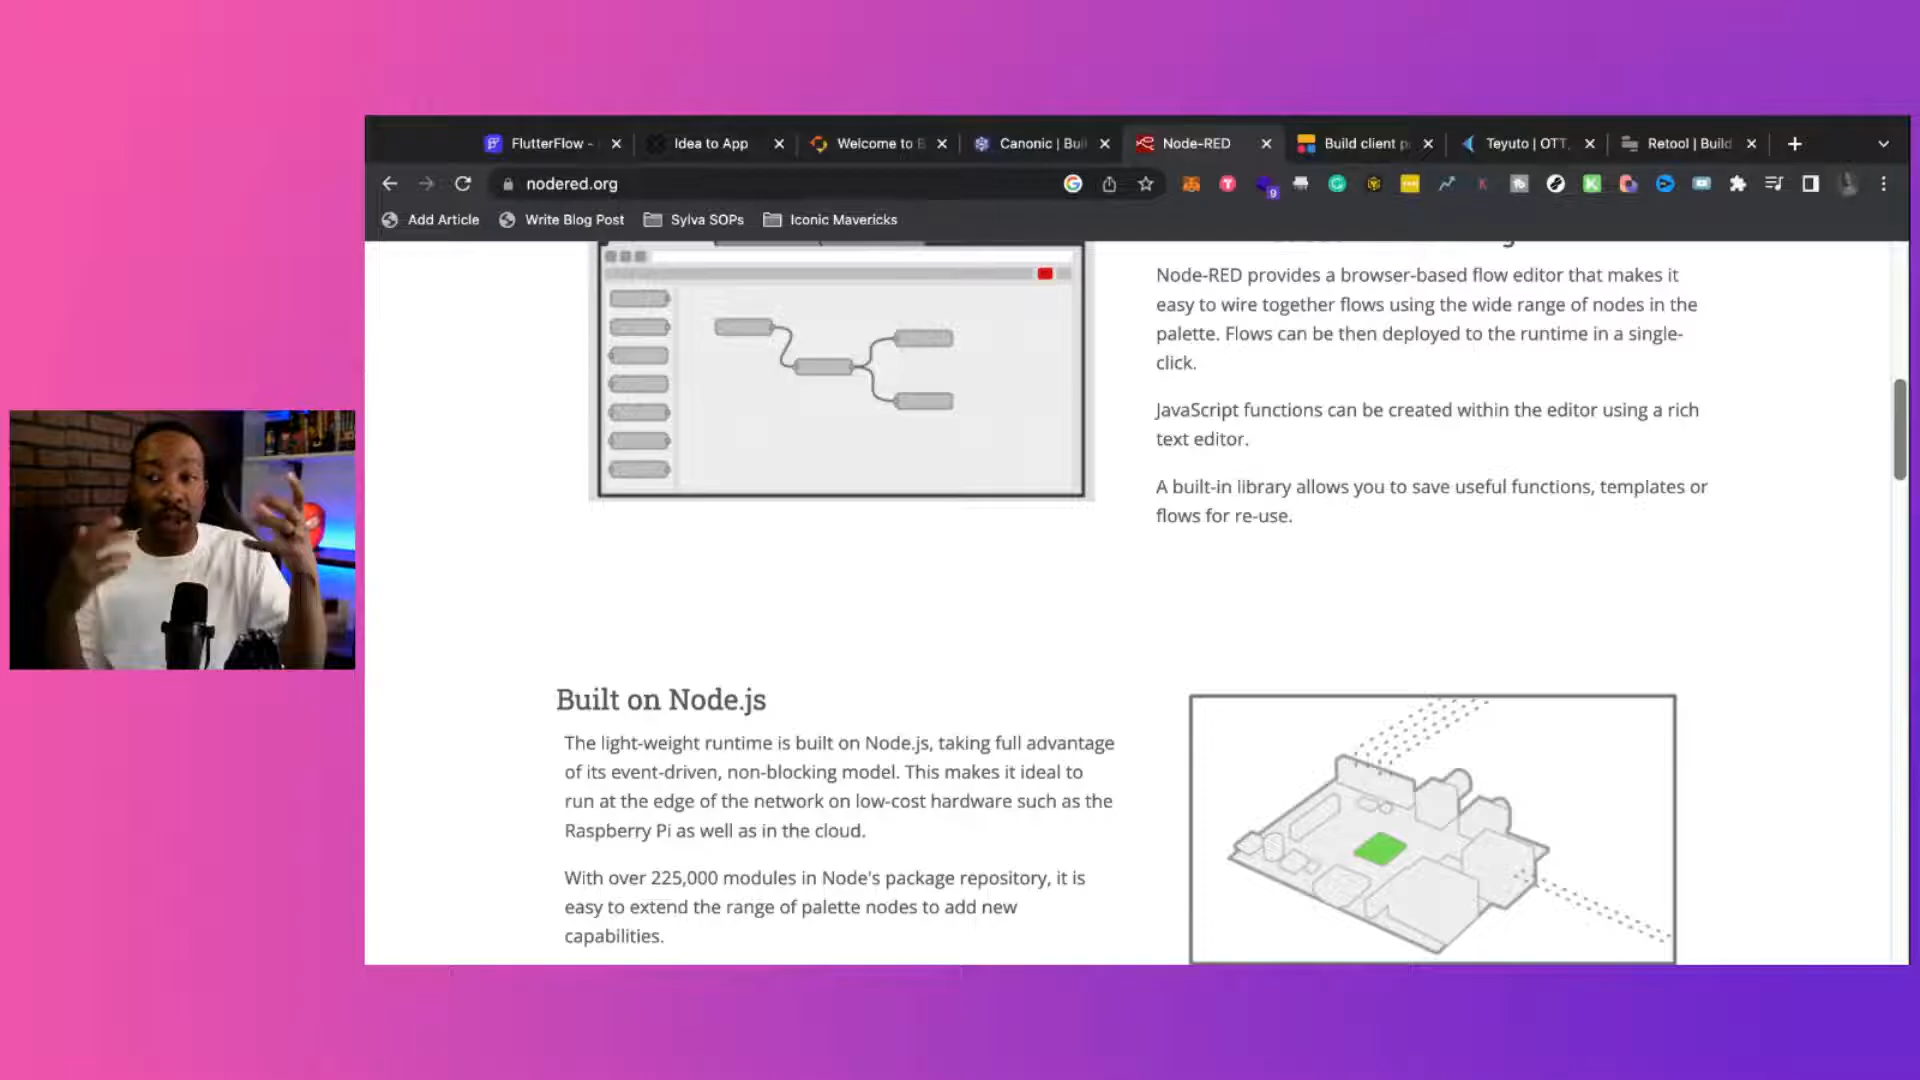 FlutterFlow -
Idea to App
Welcome to B
Canonic | Buil
Node-RED
Build client p
Teyuto | OTT,
Retool | Build
nodered.org
9
Add Article
Write Blog Post
Sylva SOPs
Iconic Mavericks
Node-RED provides a browser-based flow editor that makes it
easy to wire together flows using the wide range of nodes in the
palette. Flows can be then deployed to the runtime in a single-
click.
JavaScript functions can be created within the editor using a rich
text editor.
A built-in library allows you to save useful functions, templates or
flows for re-use.
Built on Node.js
The light-weight runtime is built on Node.js, taking full advantage
of its event-driven, non-blocking model. This makes it ideal to
run at the edge of the network on low-cost hardware such as the
Raspberry Pi as well as in the cloud.
With over 225,000 modules in Node's package repository, it is
easy to extend the range of palette nodes to add new
capabilities.